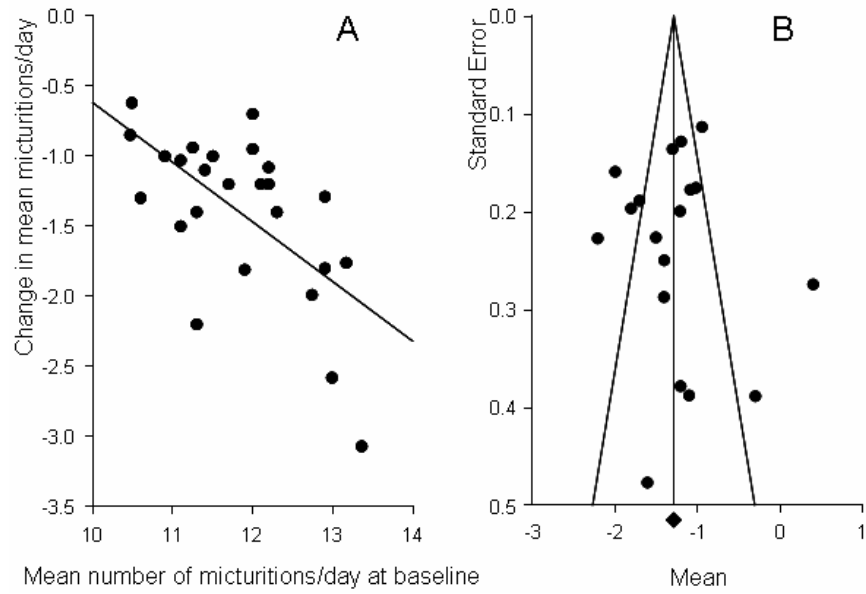 A
Change in mean micturitions/day
0.0
-0.5
-1.0
-1.5
-2.0
-2.5
-3.0
-3.5
10 11 12 13 14
Mean number of micturitions/day at baseline
B
Standard Error
0.0
0.1
0.2
0.3
0.4
0.5
-3 -2 -1 0 1
Mean